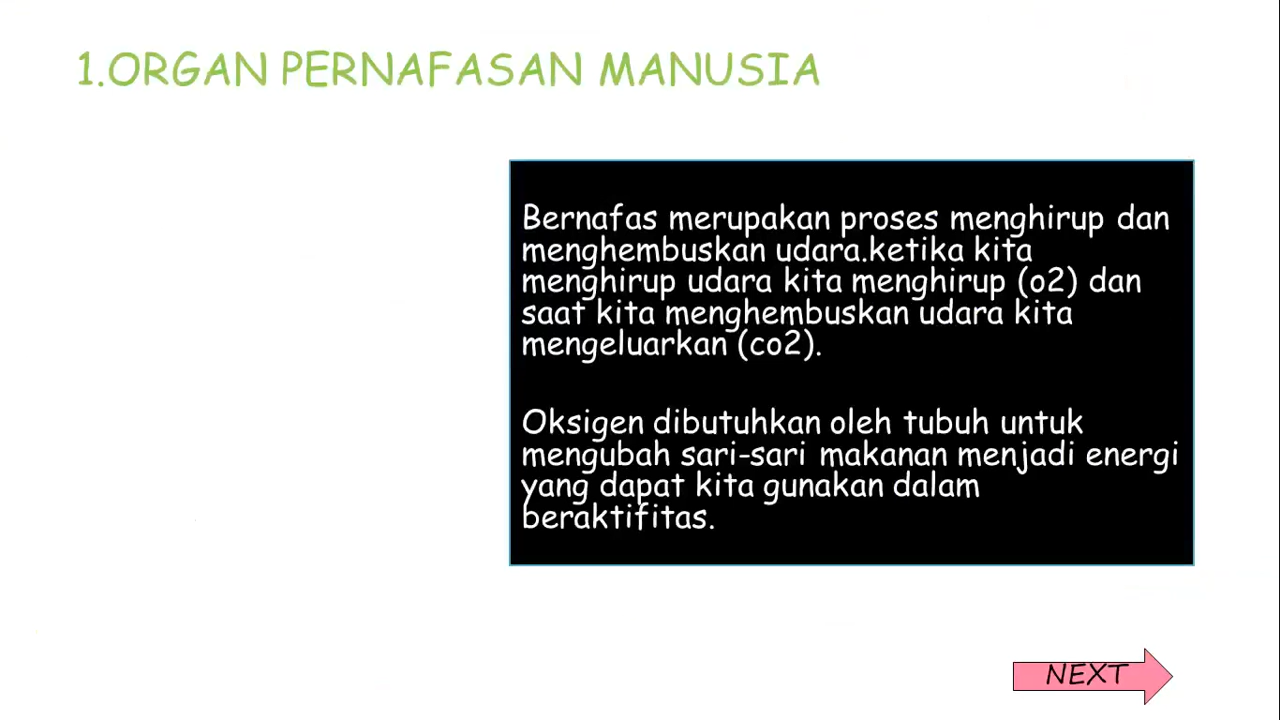 1.ORGAN PERNAFASAN MANUSIA
Bernafas merupakan proses menghirup dan
menghembuskan udara.ketika kita
menghirup udara kita menghirup (o2) dan
saat kita menghembuskan udara kita
mengeluarkan (co2).
Oksigen dibutuhkan oleh tubuh untuk
mengubah sari-sari makanan menjadi energi
yang dapat kita gunakan dalam
beraktifitas.
NEXT